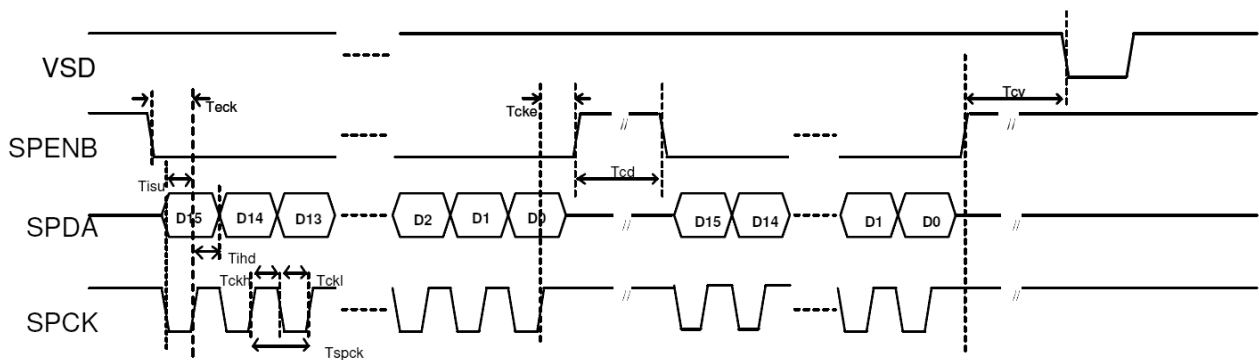 VSD
Teck
Tcke
Tcv
SPENB
Tisu
Tcd
SPDA
D15 D14 D13 D2 D1 D0 D15 D14 D1 D0
Tihd
Tckh Tckl
SPCK
Tspck